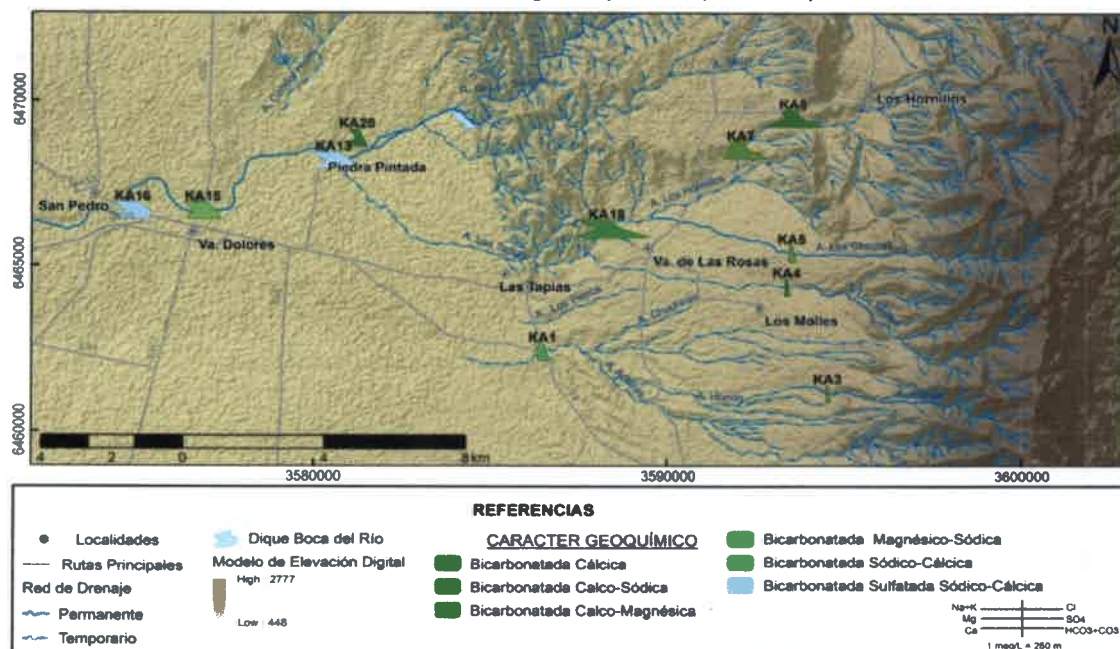 N
6470000
6465000
6460000
KA8
Los Hornillos
KA7
KA20
KA13
Piedra Pintada
KA16
San Pedro
KA15
Va. Dolores
KA18
KA5
Va. de Las Rosas
KA4
Las Tapias
Los Molles
KA1
KA3
A. Hondo
4 2 0 4 8 km
3580000 3590000 3600000
REFERENCIAS
Localidades
Rutas Principales
Red de Drenaje
Permanente
Temporario
Dique Boca del Río
Modelo de Elevación Digital
High 2777
Low 448
CARACTER GEOQUÍMICO
Bicarbonatada Cálcica
Bicarbonatada Calco-Sódica
Bicarbonatada Calco-Magnésica
Bicarbonatada Magnésico-Sódica
Bicarbonatada Sódico-Cálcica
Bicarbonatada Sulfatada Sódico-Cálcica
Na+K Cl
Mg SO4
Ca HCO3+CO3
1 meq/L = 250 m